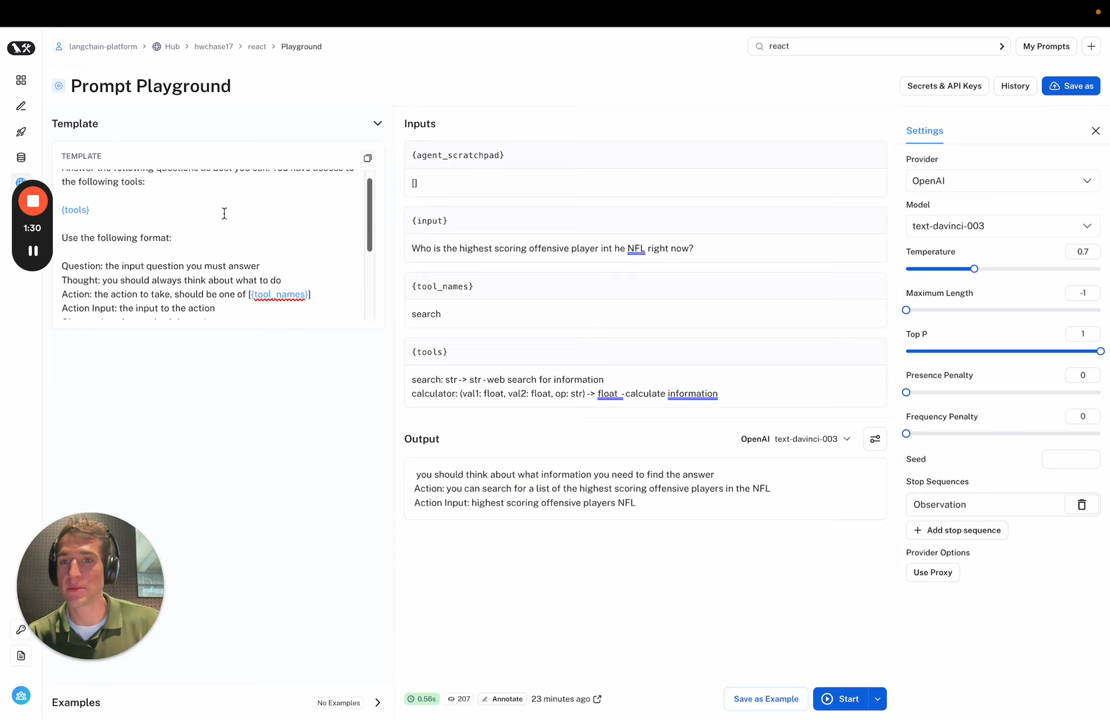 langchain-platform > Hub > hwchase17 > react > Playground
react
My Prompts
Prompt Playground
Secrets & API Keys
History
Save as
Template
TEMPLATE
Answer the following questions as best you can. You have access to
the following tools:
{tools}
Use the following format:
Question: the input question you must answer
Thought: you should always think about what to do
Action: the action to take, should be one of [{tool_names}]
Action Input: the input to the action
1:30
Examples
No Examples
Inputs
{agent_scratchpad}
[]
{input}
Who is the highest scoring offensive player int he NFL right now?
{tool_names}
search
{tools}
search: str -> str - web search for information
calculator: (val1: float, val2: float, op: str) -> float - calculate information
Output
OpenAI text-davinci-003
you should think about what information you need to find the answer
Action: you can search for a list of the highest scoring offensive players in the NFL
Action Input: highest scoring offensive players NFL
0.56s
207
Annotate
23 minutes ago
Save as Example
Start
Settings
Provider
OpenAI
Model
text-davinci-003
Temperature
0.7
Maximum Length
-1
Top P
1
Presence Penalty
0
Frequency Penalty
0
Seed
Stop Sequences
Observation
+ Add stop sequence
Provider Options
Use Proxy